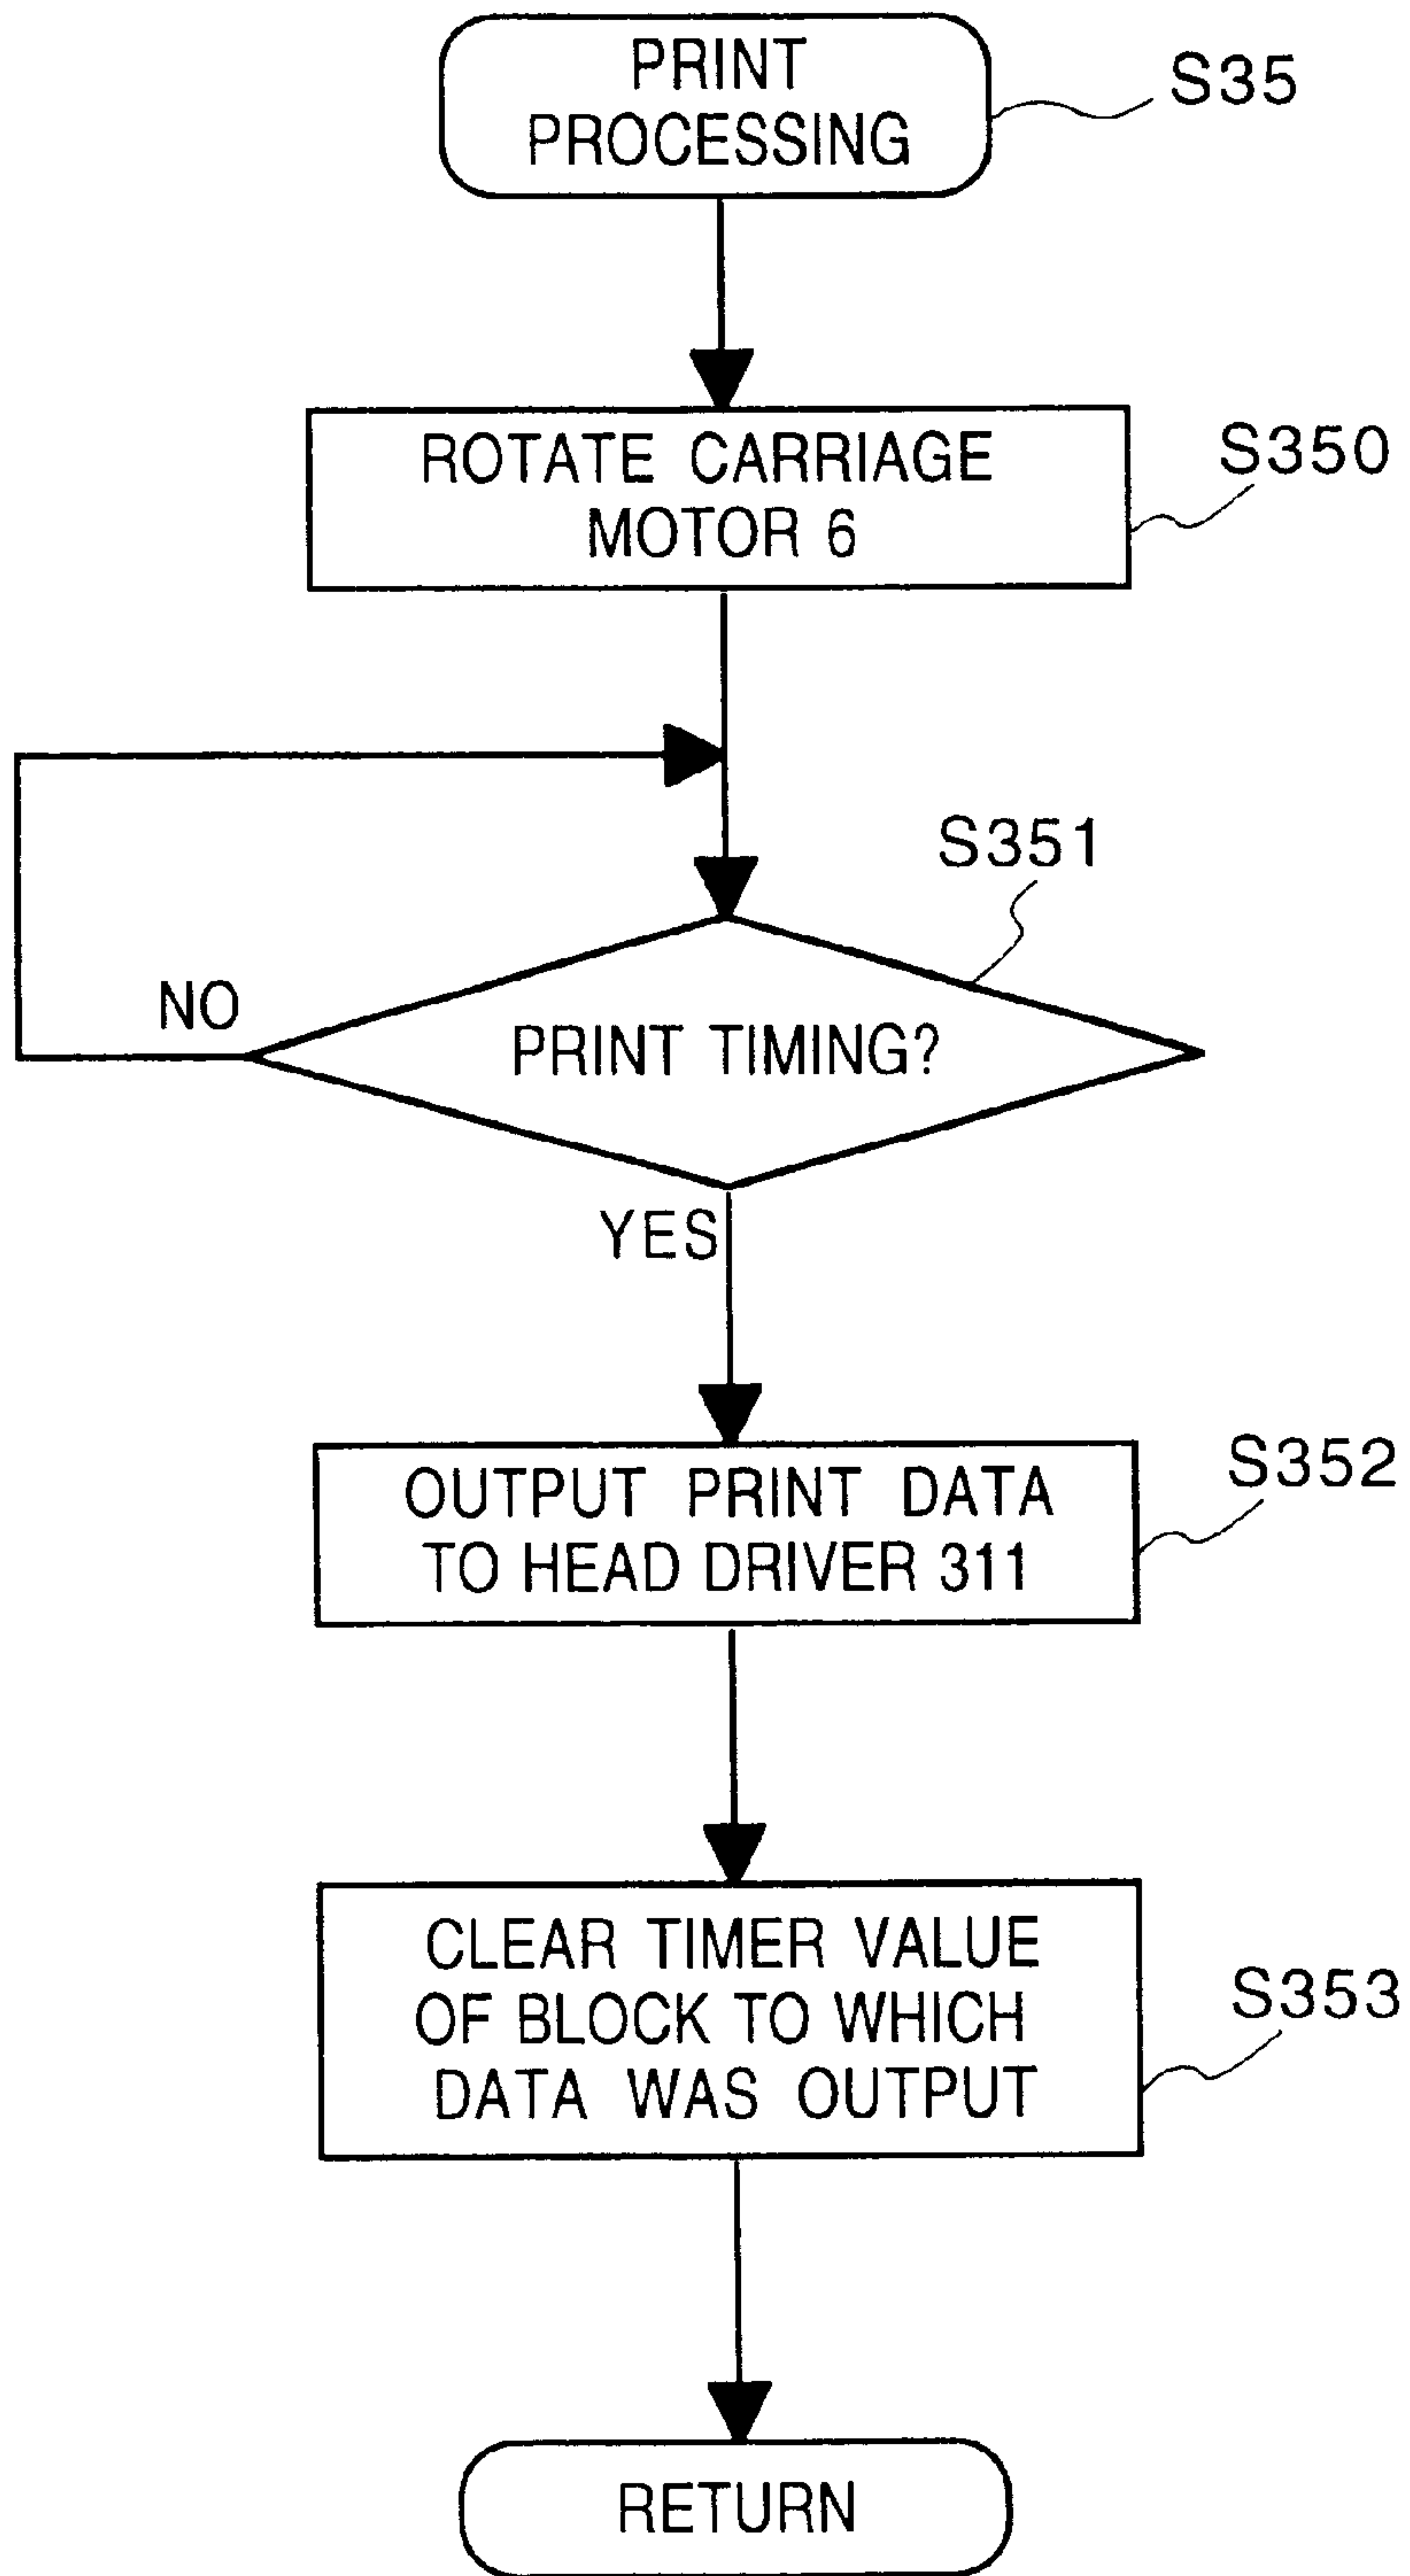 PRINT
PROCESSING
S35
ROTATE CARRIAGE
MOTOR 6
S350
S351
NO
PRINT TIMING?
YES
OUTPUT PRINT DATA
TO HEAD DRIVER 311
S352
CLEAR TIMER VALUE
OF BLOCK TO WHICH
DATA WAS OUTPUT
S353
RETURN